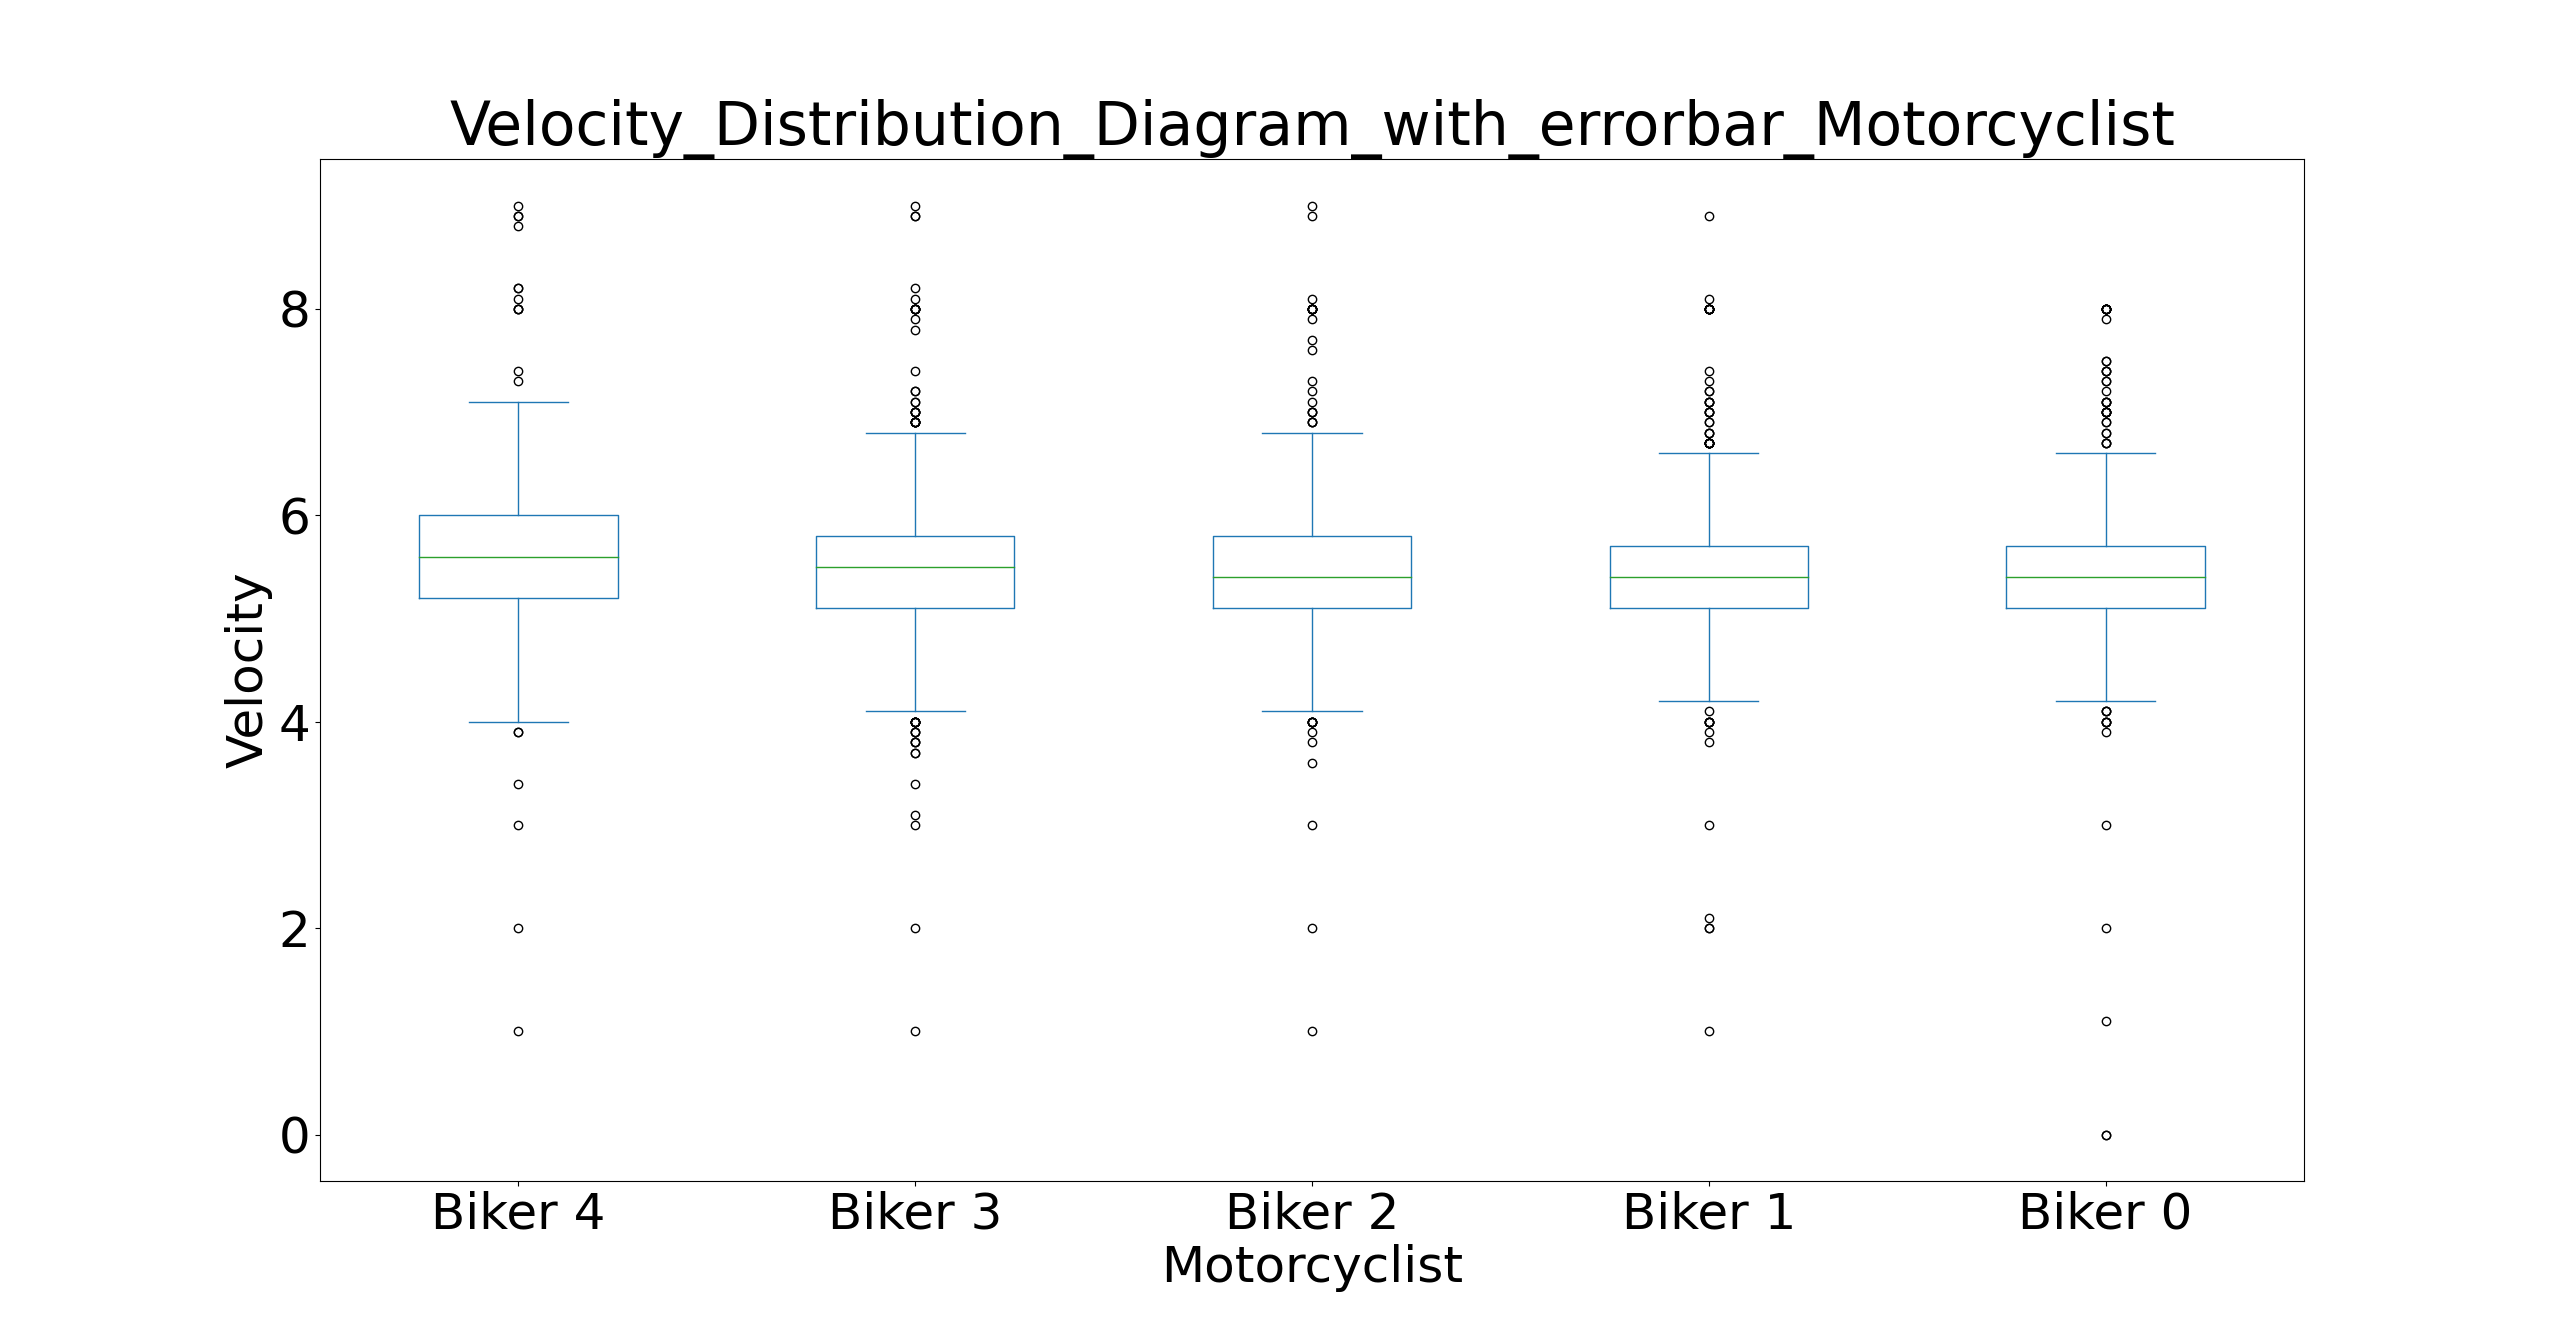 Velocity_Distribution_Diagram_with_errorbar_Motorcyclist
8
6
4
2
0
Velocity
Biker 4 Biker 3 Biker 2 Biker 1 Biker 0
Motorcyclist